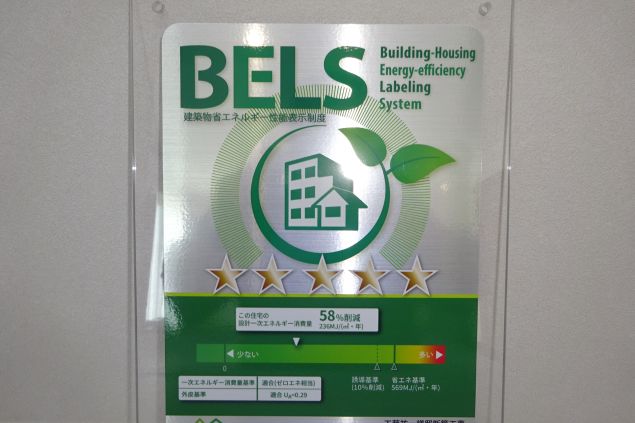 BELS
Building-Housing
Energy-efficiency
Labeling
System
建築物省エネルギー性能表示制度
この住宅の
設計一次エネルギー消費量
58%削減
236MJ/(㎡・年)
少ない
多い
0
誘導基準
(10%削減)
省エネ基準
569MJ/(㎡・年)
一次エネルギー消費量基準 適合(ゼロエネ相当)
外皮基準 適合 UA=0.29